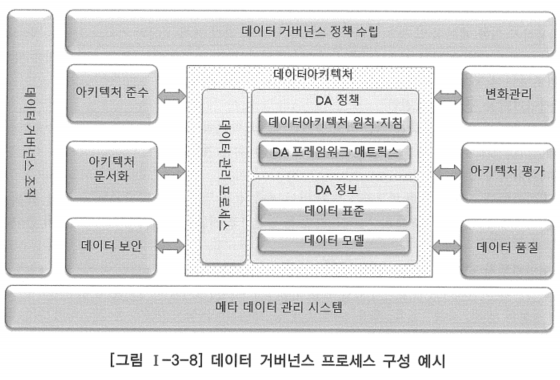 데이터 거버넌스 정책 수립
데이터 거버넌스 조직
아키텍처 준수
아키텍처
문서화
데이터 보안
데이터아키텍처
데이터 관리 프로세스
DA 정책
데이터아키텍처 원칙·지침
DA 프레임워크·매트릭스
DA 정보
데이터 표준
데이터 모델
변화관리
아키텍처 평가
데이터 품질
메타 데이터 관리 시스템
[그림 Ⅰ-3-8] 데이터 거버넌스 프로세스 구성 예시